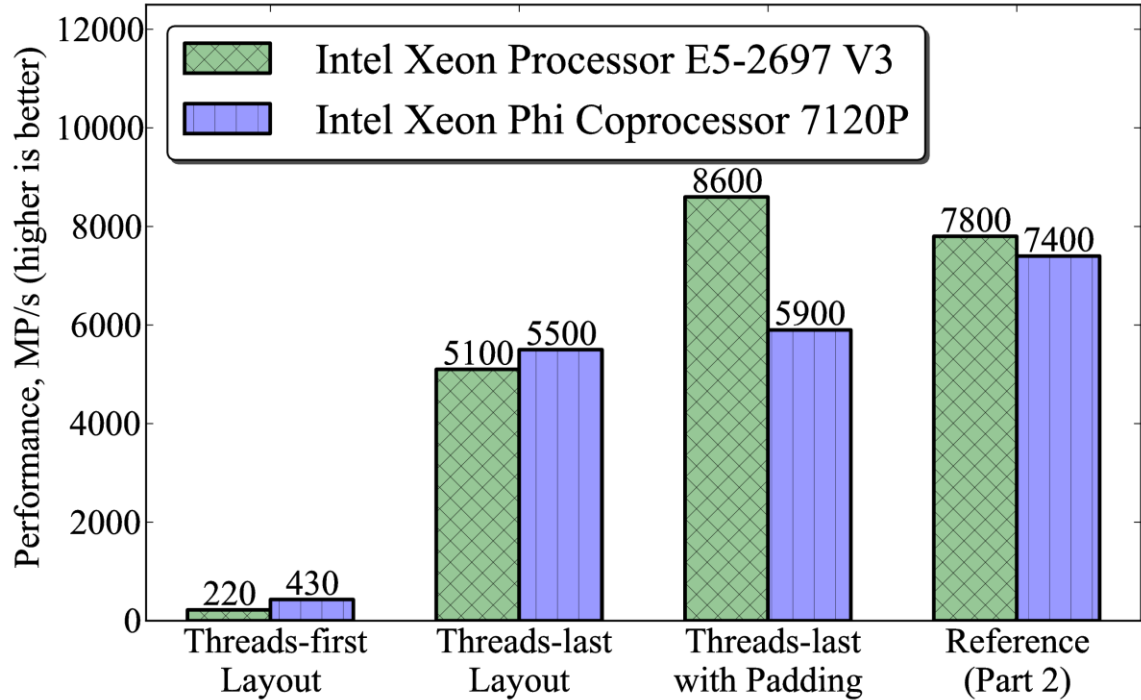 Performance, MP/s (higher is better)
12000
10000
8000
6000
4000
2000
0
Intel Xeon Processor E5-2697 V3
Intel Xeon Phi Coprocessor 7120P
220
430
5100
5500
8600
5900
7800
7400
Threads-first
Layout
Threads-last
Layout
Threads-last
with Padding
Reference
(Part 2)